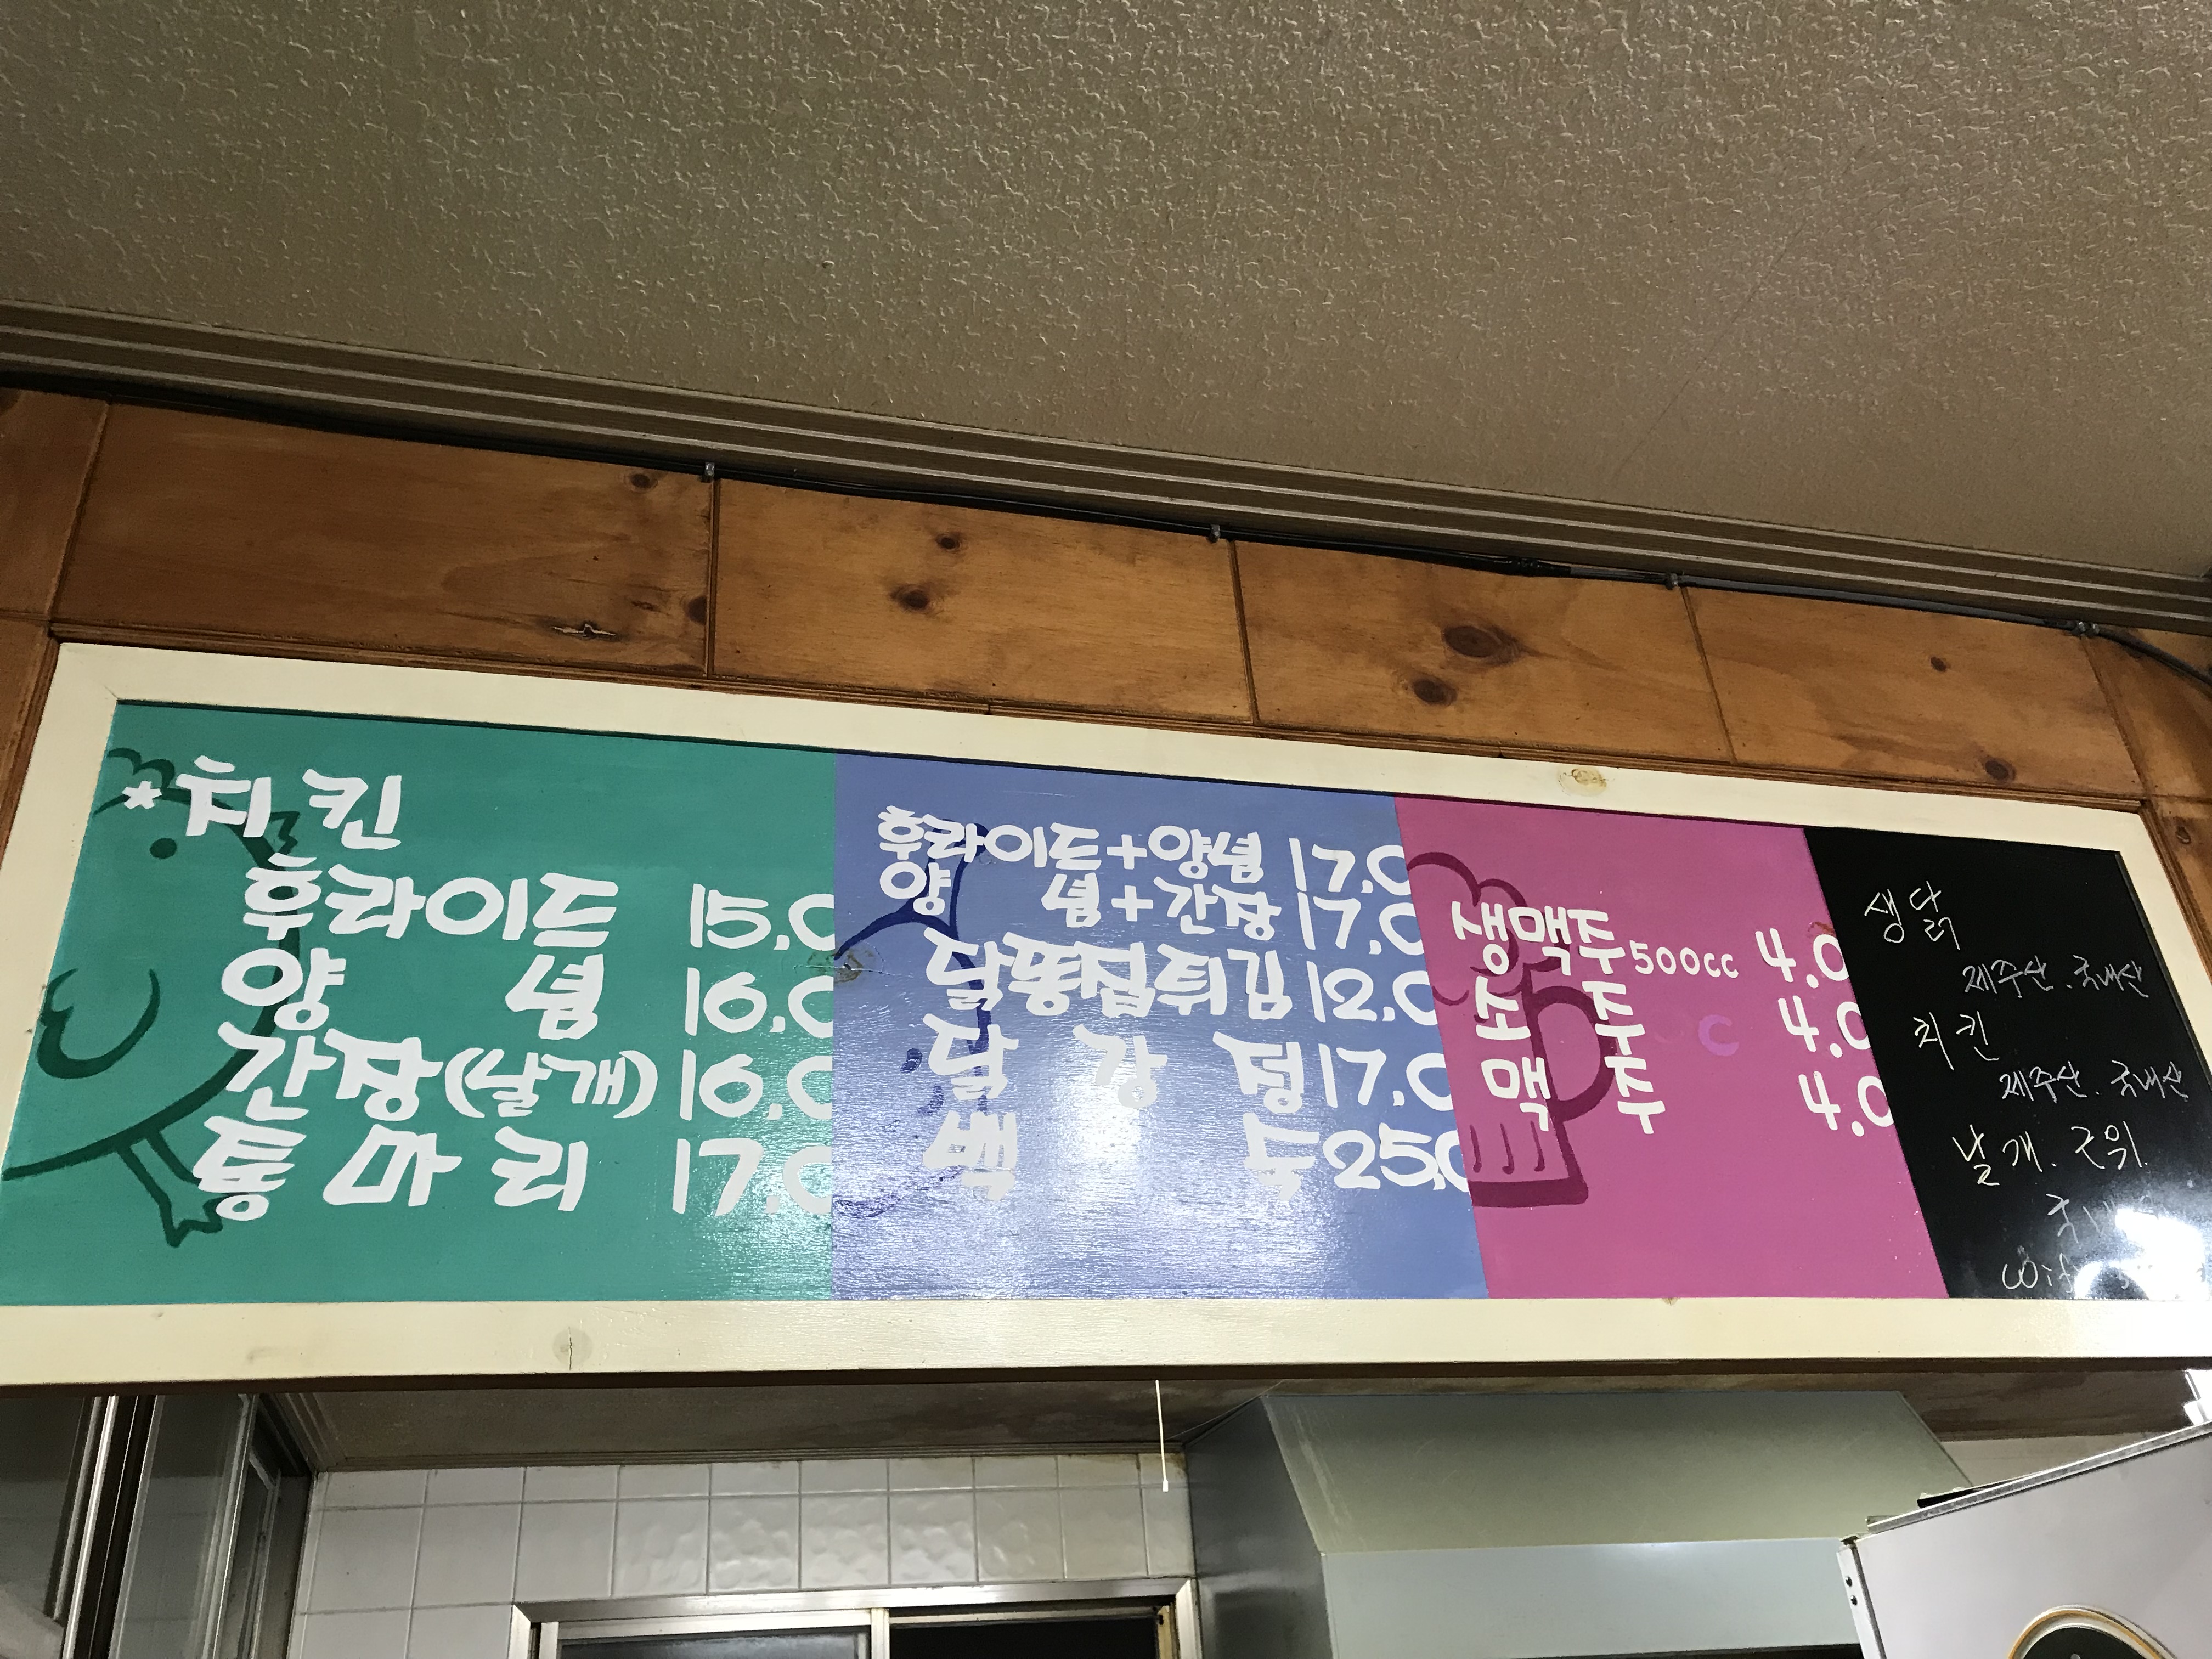 *치킨
후라이드 15.0
양 념 16.0
간장(날개) 16.0
통 마 리 17.0
후라이드+양념 17.0
양 념+간장 17.0
닭똥집튀김 12.0
닭 강 정 17.0
백 수 25.0
생맥주 500cc 4.0
소 주 4.0
맥 주 4.0
생닭
제주산.국내산
치킨
제주산.국내산
날개.근위